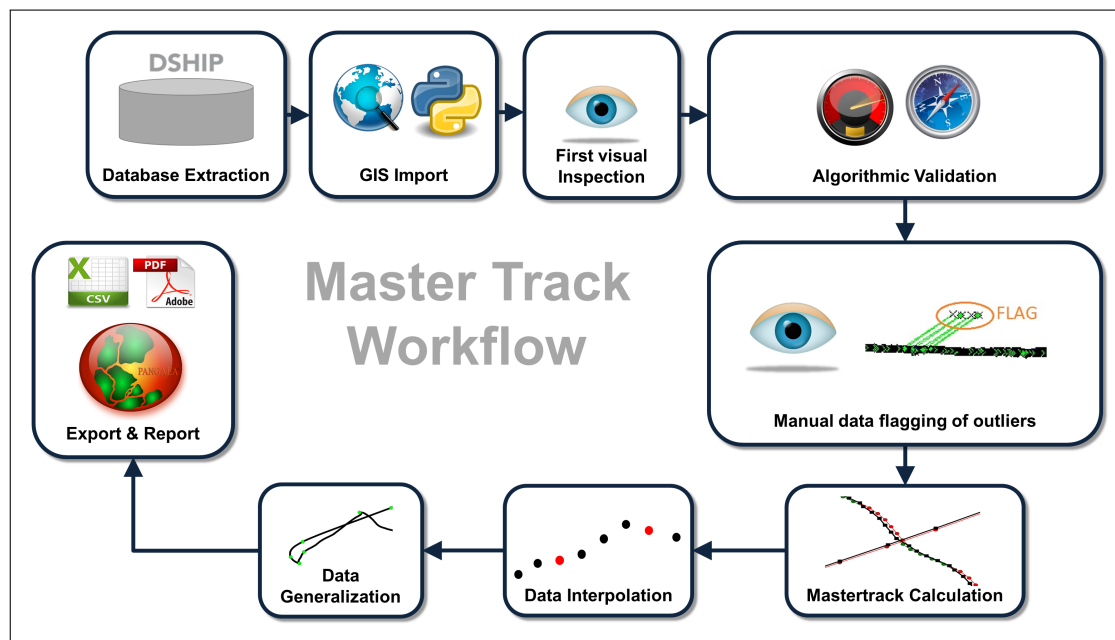 DSHIP
Database Extraction
GIS Import
First visual
Inspection
Algorithmic Validation
FLAG
Manual data flagging of outliers
Master Track
Workflow
CSV
PDF
Adobe
PANGAEA
Export & Report
Data
Generalization
Data Interpolation
Mastertrack Calculation